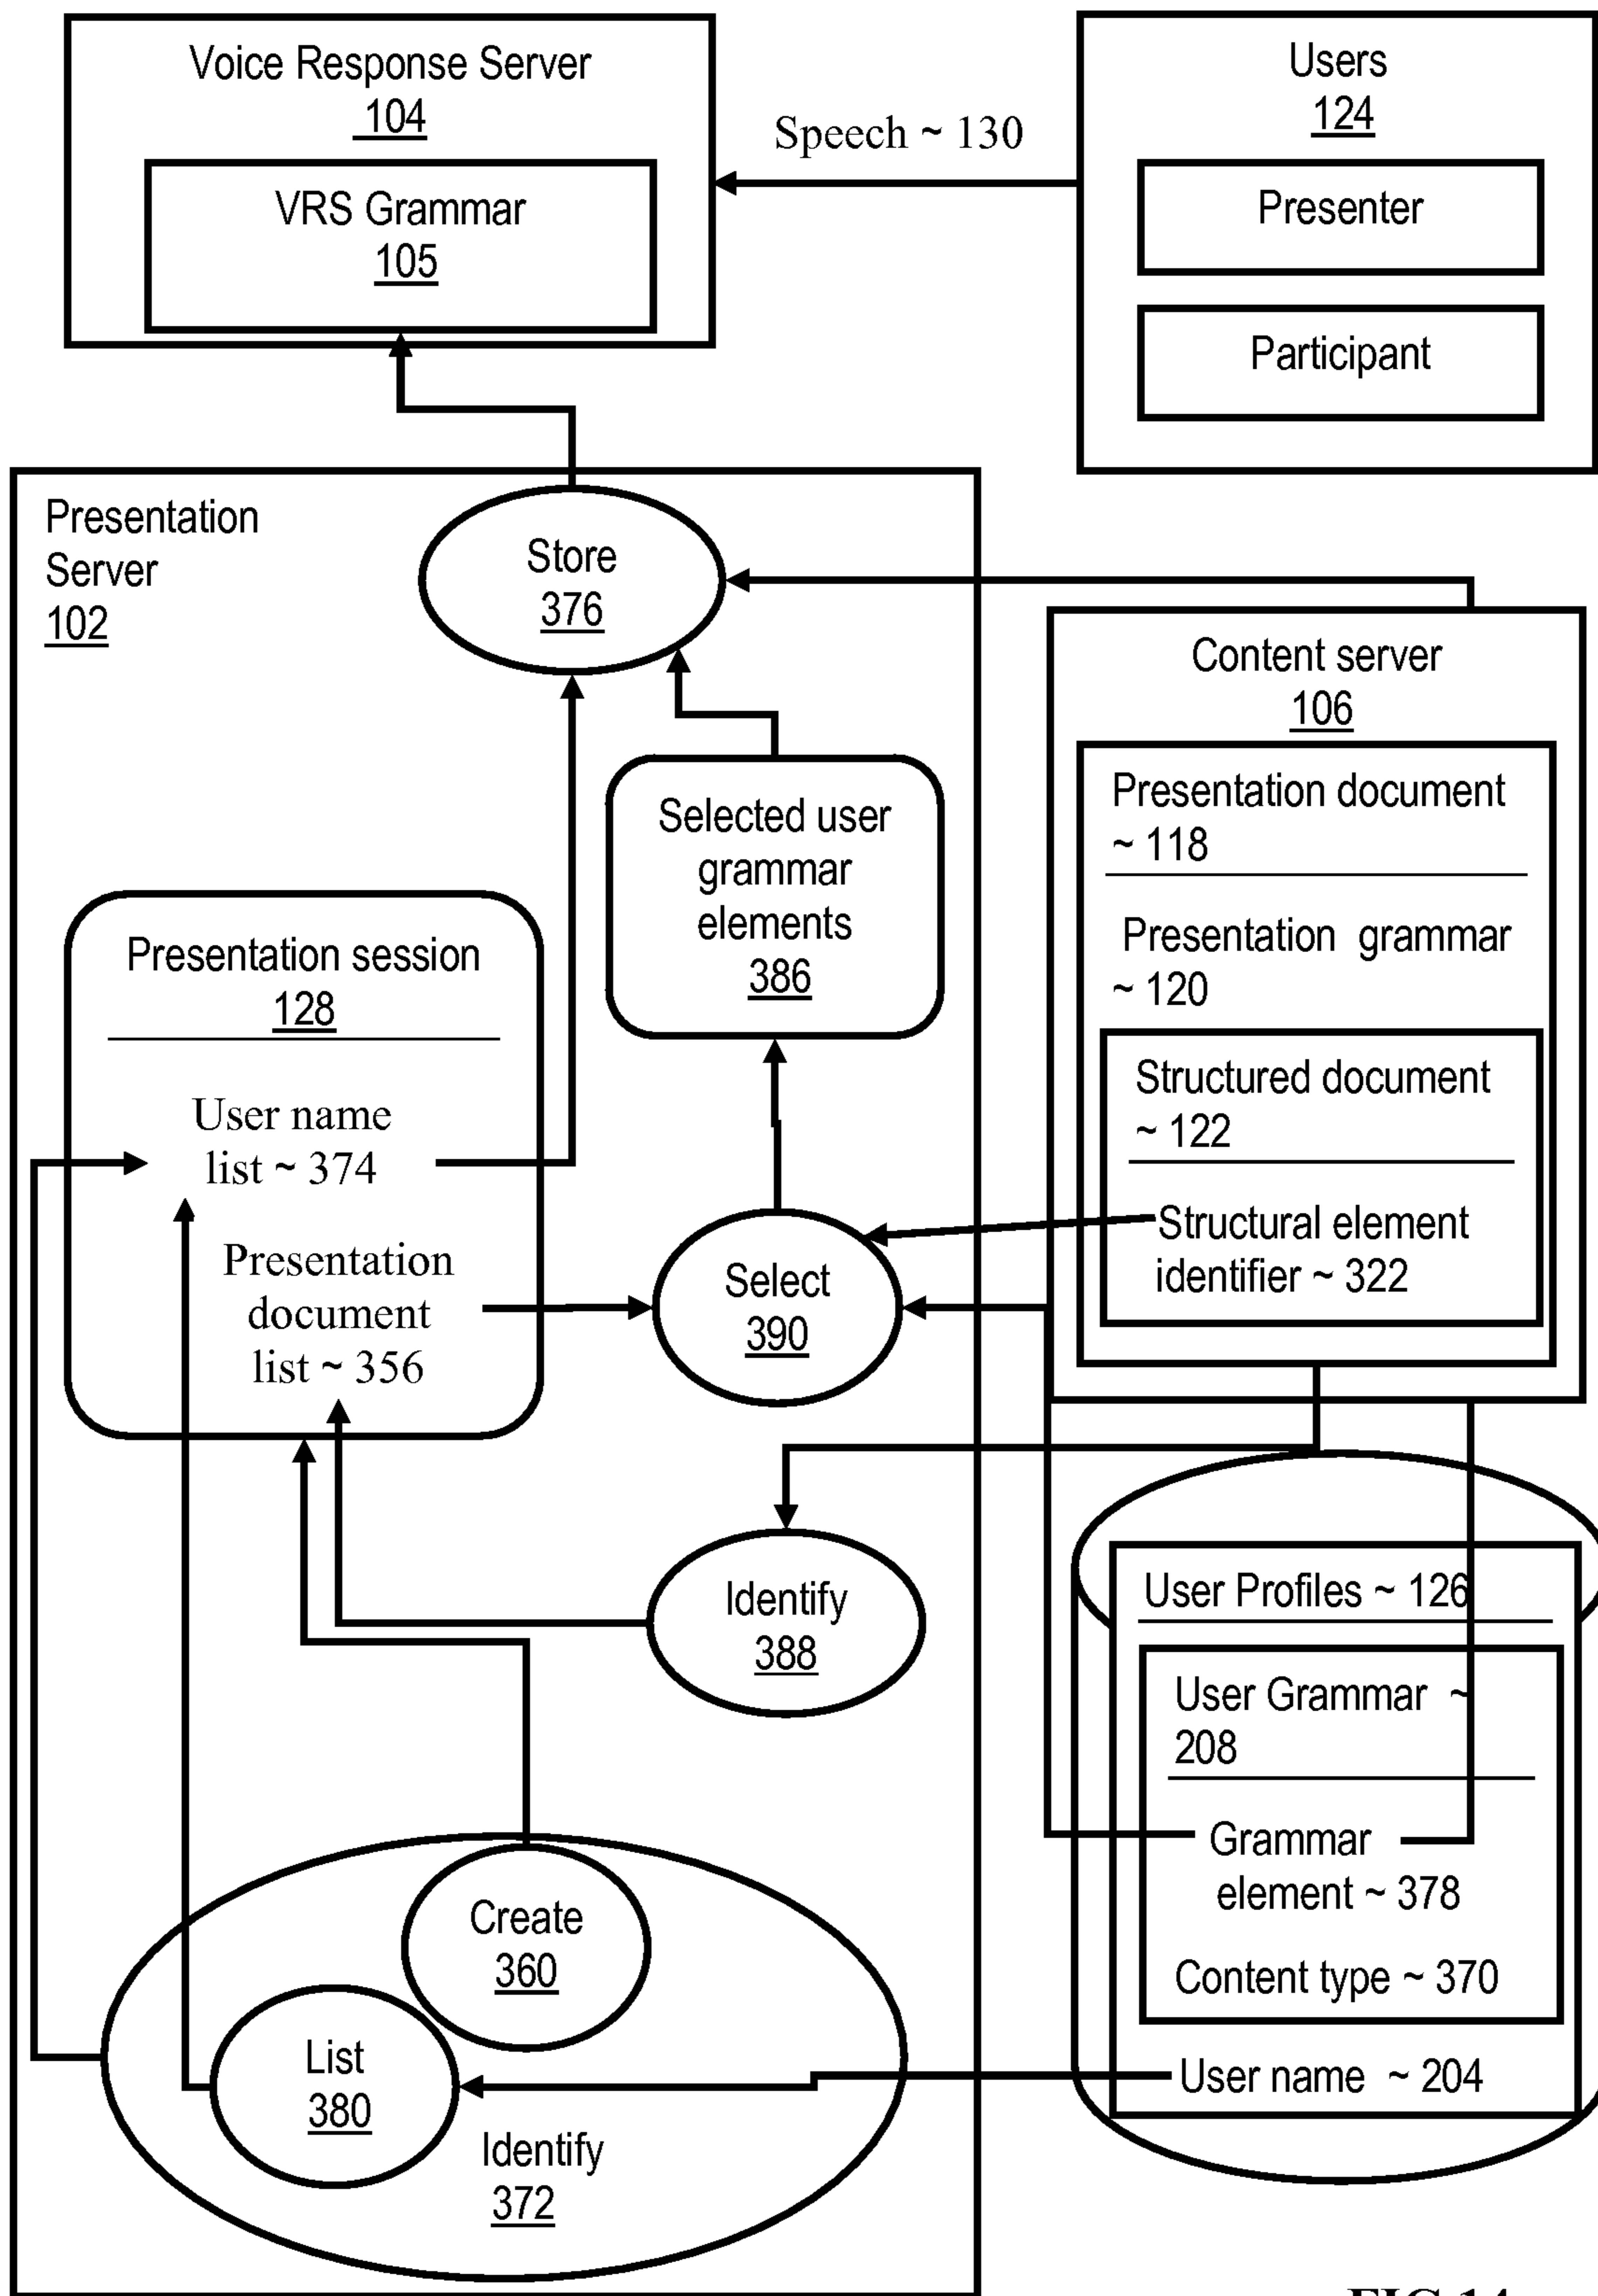 Voice Response Server
104
VRS Grammar
105
Speech ~ 130
Users
124
Presenter
Participant
Presentation
Server
102
Store
376
Selected user
grammar
elements
386
Presentation session
128
User name
list ~ 374
Presentation
document
list ~ 356
Select
390
Identify
388
Create
360
List
380
Identify
372
Content server
106
Presentation document
~ 118
Presentation grammar
~ 120
Structured document
~ 122
Structural element
identifier ~ 322
User Profiles ~ 126
User Grammar ~
208
Grammar
element ~ 378
Content type ~ 370
User name ~ 204
FIG 14